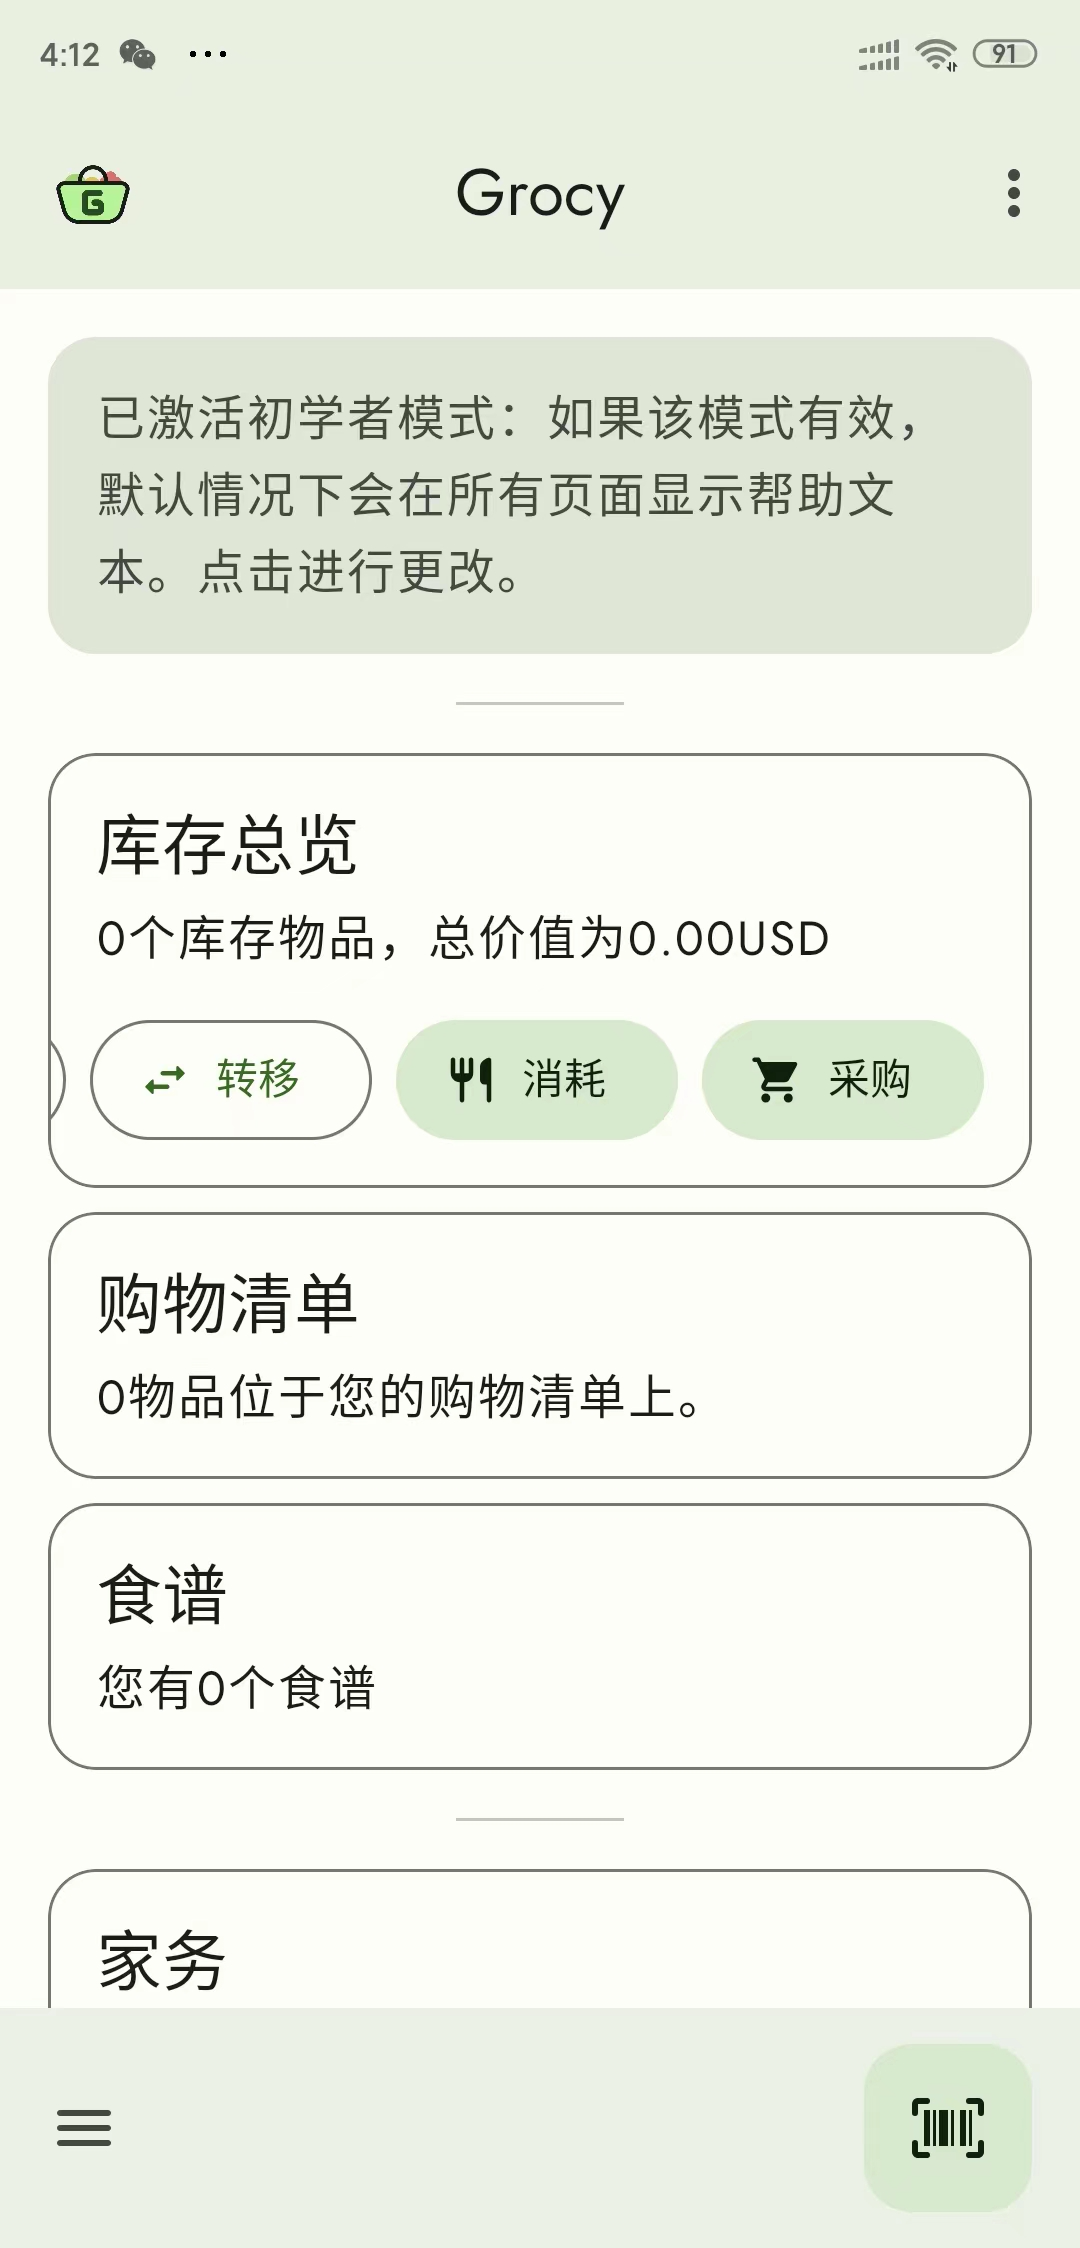 4:12
91
G
Grocy
已激活初学者模式：如果该模式有效，
默认情况下会在所有页面显示帮助文
本。点击进行更改。
库存总览
0个库存物品，总价值为0.00USD
转移
消耗
采购
购物清单
0物品位于您的购物清单上。
食谱
您有0个食谱
家务